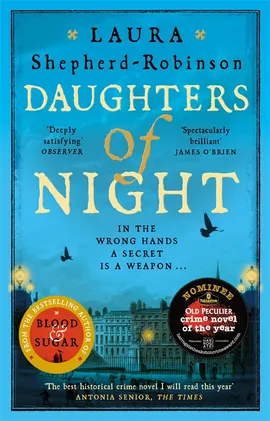 LAURA
Shepherd-Robinson
DAUGHTERS
of
NIGHT
'Deeply
satisfying'
OBSERVER
'Spectacularly
brilliant'
JAMES O'BRIEN
IN THE
WRONG HANDS
A SECRET
IS A WEAPON...
FROM THE BESTSELLING AUTHOR OF
BLOOD
&
SUGAR
NOMINEE
OLD PECULIER
crime novel
of the year
'The best historical crime novel I will read this year'
ANTONIA SENIOR, THE TIMES